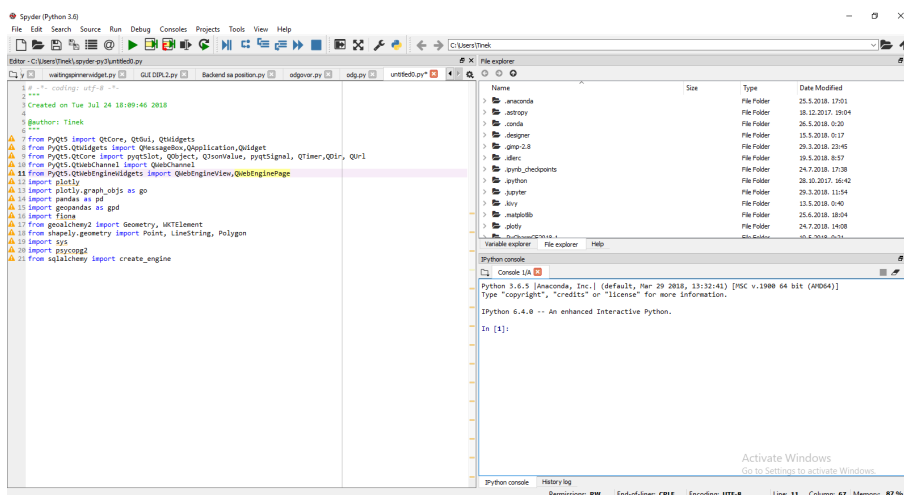 Spyder (Python 3.6)
File Edit Search Source Run Debug Consoles Projects Tools View Help
C:\Users\Tinek
Editor - C:\Users\Tinek\.spyder-py3\untitled0.py
File explorer
y waitingspinnerwidget.py GUI DIPL2.py Backend sa position.py odgovor.py odg.py untitled0.py*
1 # -*- coding: utf-8 -*-
2 """
3 Created on Tue Jul 24 18:09:46 2018
4
5 @author: Tinek
6 """
7 from PyQt5 import QtCore, QtGui, QtWidgets
8 from PyQt5.QtWidgets import QMessageBox,QApplication,QWidget
9 from PyQt5.QtCore import pyqtSlot, QObject, QJsonValue, pyqtSignal, QTimer,QDir, QUrl
10 from PyQt5.QtWebChannel import QWebChannel
11 from PyQt5.QtWebEngineWidgets import QWebEngineView,QWebEnginePage
12 import plotly
13 import plotly.graph_objs as go
14 import pandas as pd
15 import geopandas as gpd
16 import fiona
17 from geoalchemy2 import Geometry, WKTElement
18 from shapely.geometry import Point, LineString, Polygon
19 import sys
20 import psycopg2
21 from sqlalchemy import create_engine
Name Size Type Date Modified
.anaconda File Folder 25.5.2018. 17:01
.astropy File Folder 18.12.2017. 19:04
.conda File Folder 26.5.2018. 0:20
.designer File Folder 15.5.2018. 0:17
.gimp-2.8 File Folder 29.3.2018. 23:45
.idlerc File Folder 19.5.2018. 8:57
.ipynb_checkpoints File Folder 24.7.2018. 17:38
.ipython File Folder 28.10.2017. 16:42
.jupyter File Folder 29.3.2018. 11:54
.kivy File Folder 13.5.2018. 0:40
.matplotlib File Folder 25.6.2018. 18:04
.plotly File Folder 24.7.2018. 14:08
Variable explorer File explorer Help
IPython console
Console 1/A
Python 3.6.5 |Anaconda, Inc.| (default, Mar 29 2018, 13:32:41) [MSC v.1900 64 bit (AMD64)]
Type "copyright", "credits" or "license" for more information.
IPython 6.4.0 -- An enhanced Interactive Python.
In [1]:
Activate Windows
Go to Settings to activate Windows.
IPython console History log
Permissions: RW End-of-lines: CRLF Encoding: UTF-8 Line: 11 Column: 67 Memory: 87 %